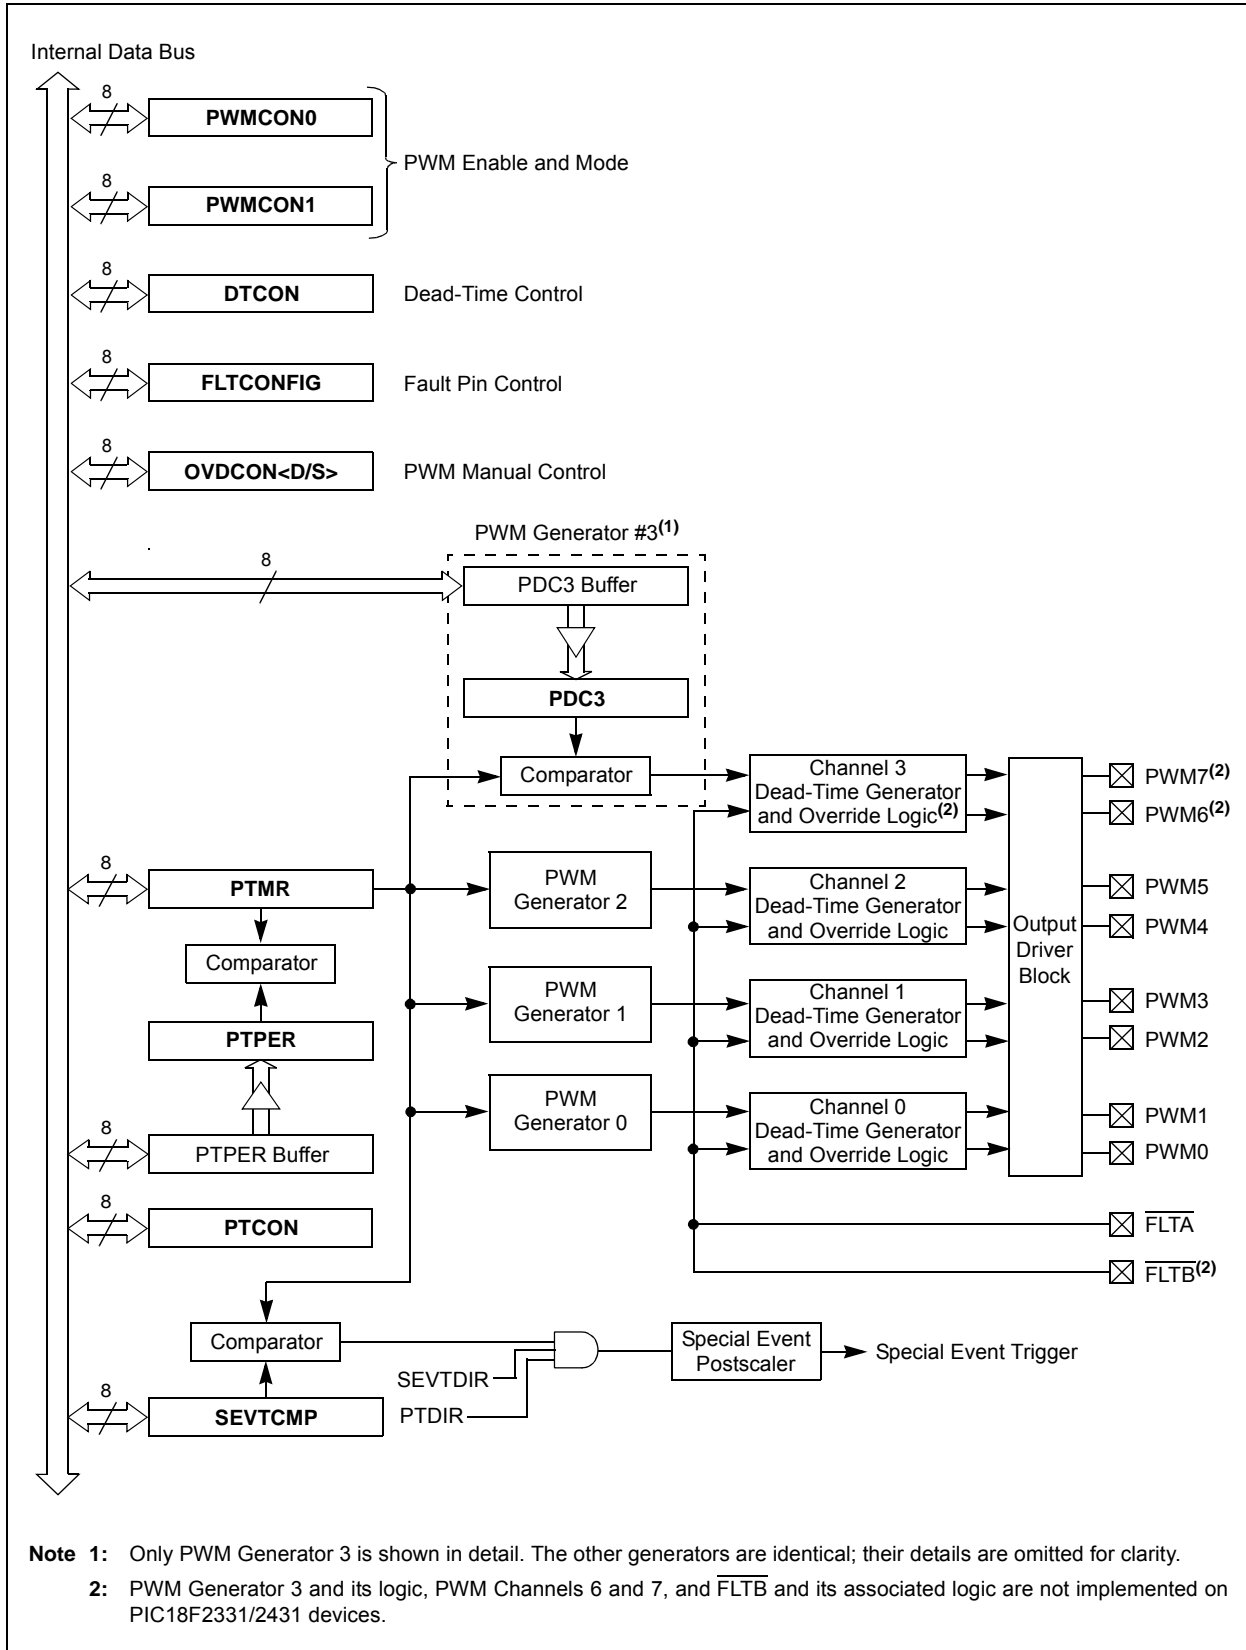 Internal Data Bus
8
PWMCON0
PWM Enable and Mode
8
PWMCON1
8
DTCON
Dead-Time Control
8
FLTCONFIG
Fault Pin Control
8
OVDCON<D/S>
PWM Manual Control
PWM Generator #3(1)
8
PDC3 Buffer
PDC3
Comparator
Channel 3
Dead-Time Generator
and Override Logic(2)
PWM7(2)
PWM6(2)
8
PTMR
PWM
Generator 2
Channel 2
Dead-Time Generator
and Override Logic
PWM5
PWM4
Output
Driver
Block
Comparator
PWM
Generator 1
Channel 1
Dead-Time Generator
and Override Logic
PWM3
PWM2
PTPER
PWM
Generator 0
Channel 0
Dead-Time Generator
and Override Logic
PWM1
PWM0
8
PTPER Buffer
8
PTCON
FLTA
FLTB(2)
Comparator
SEVTDIR
PTDIR
Special Event
Postscaler
Special Event Trigger
8
SEVTCMP
Note 1: Only PWM Generator 3 is shown in detail. The other generators are identical; their details are omitted for clarity.
2: PWM Generator 3 and its logic, PWM Channels 6 and 7, and FLTB and its associated logic are not implemented on
PIC18F2331/2431 devices.